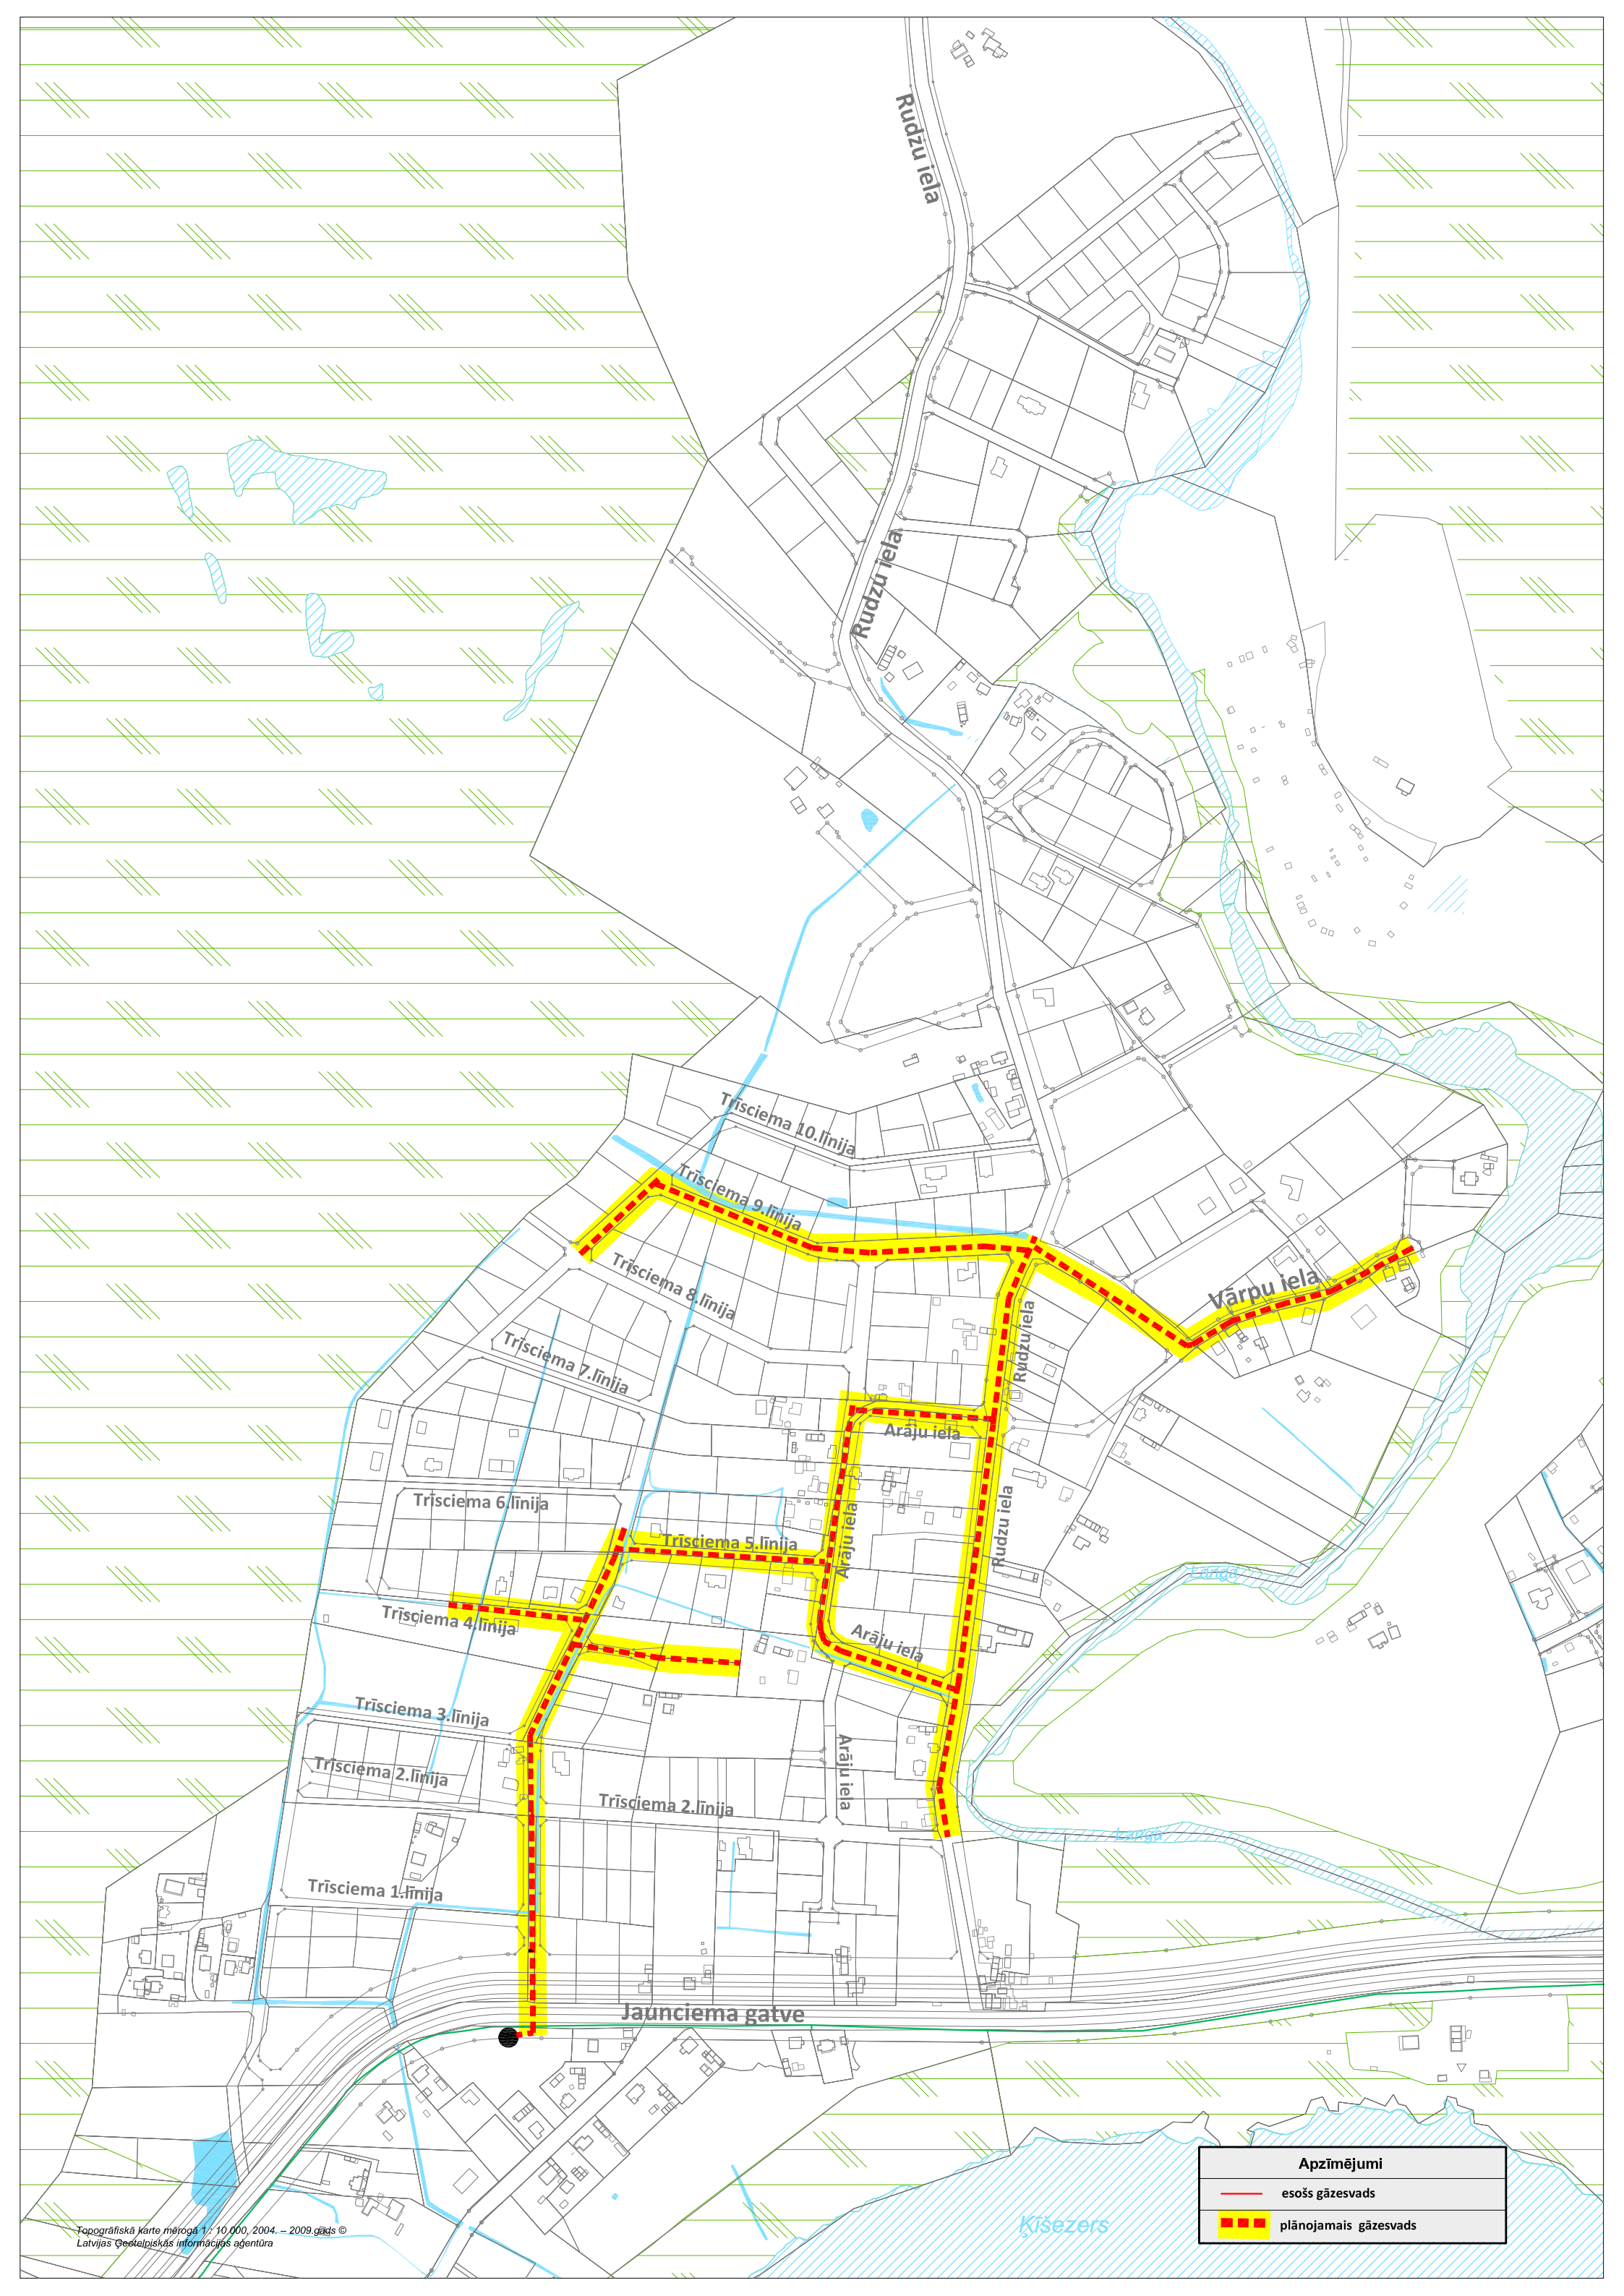 Rudžu iela
Rudzu iela
Trīsciema 10.līnija
Trīsciema 9.līnija
Trīsciema 8.līnija
Vārpu iela
Rudzu iela
Trīsciema 7.līnija
Arāju iela
Trīsciema 6.līnija
Rudzu iela
Arāju iela
Trīsciema 5.līnija
Langa
Trīsciema 4.līnija
Arāju iela
Trīsciema 3.līnija
Arāju iela
Trīsciema 2.līnija
Trīsciema 2.līnija
Langa
Trīsciema 1.līnija
Jaunciema gatve
Ķīšezers
Apzīmējumi
esošs gāzesvads
plānojamais gāzesvads
Topogrāfiskā karte mērogā 1 : 10 000, 2004. – 2009.gads ©
Latvijas Ģeotelpiskās informācijas aģentūra